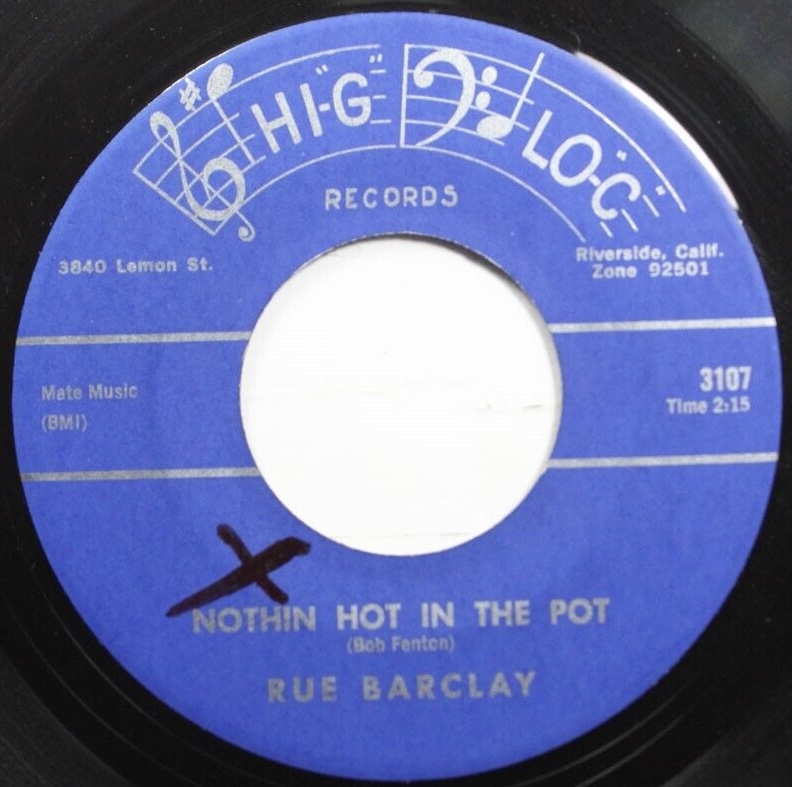 HI-"G" LO-"C"
RECORDS
3840 Lemon St.
Riverside, Calif.
Zone 92501
Mate Music
(BMI)
3107
Time 2:15
X
NOTHIN HOT IN THE POT
(Bob Fenton)
RUE BARCLAY